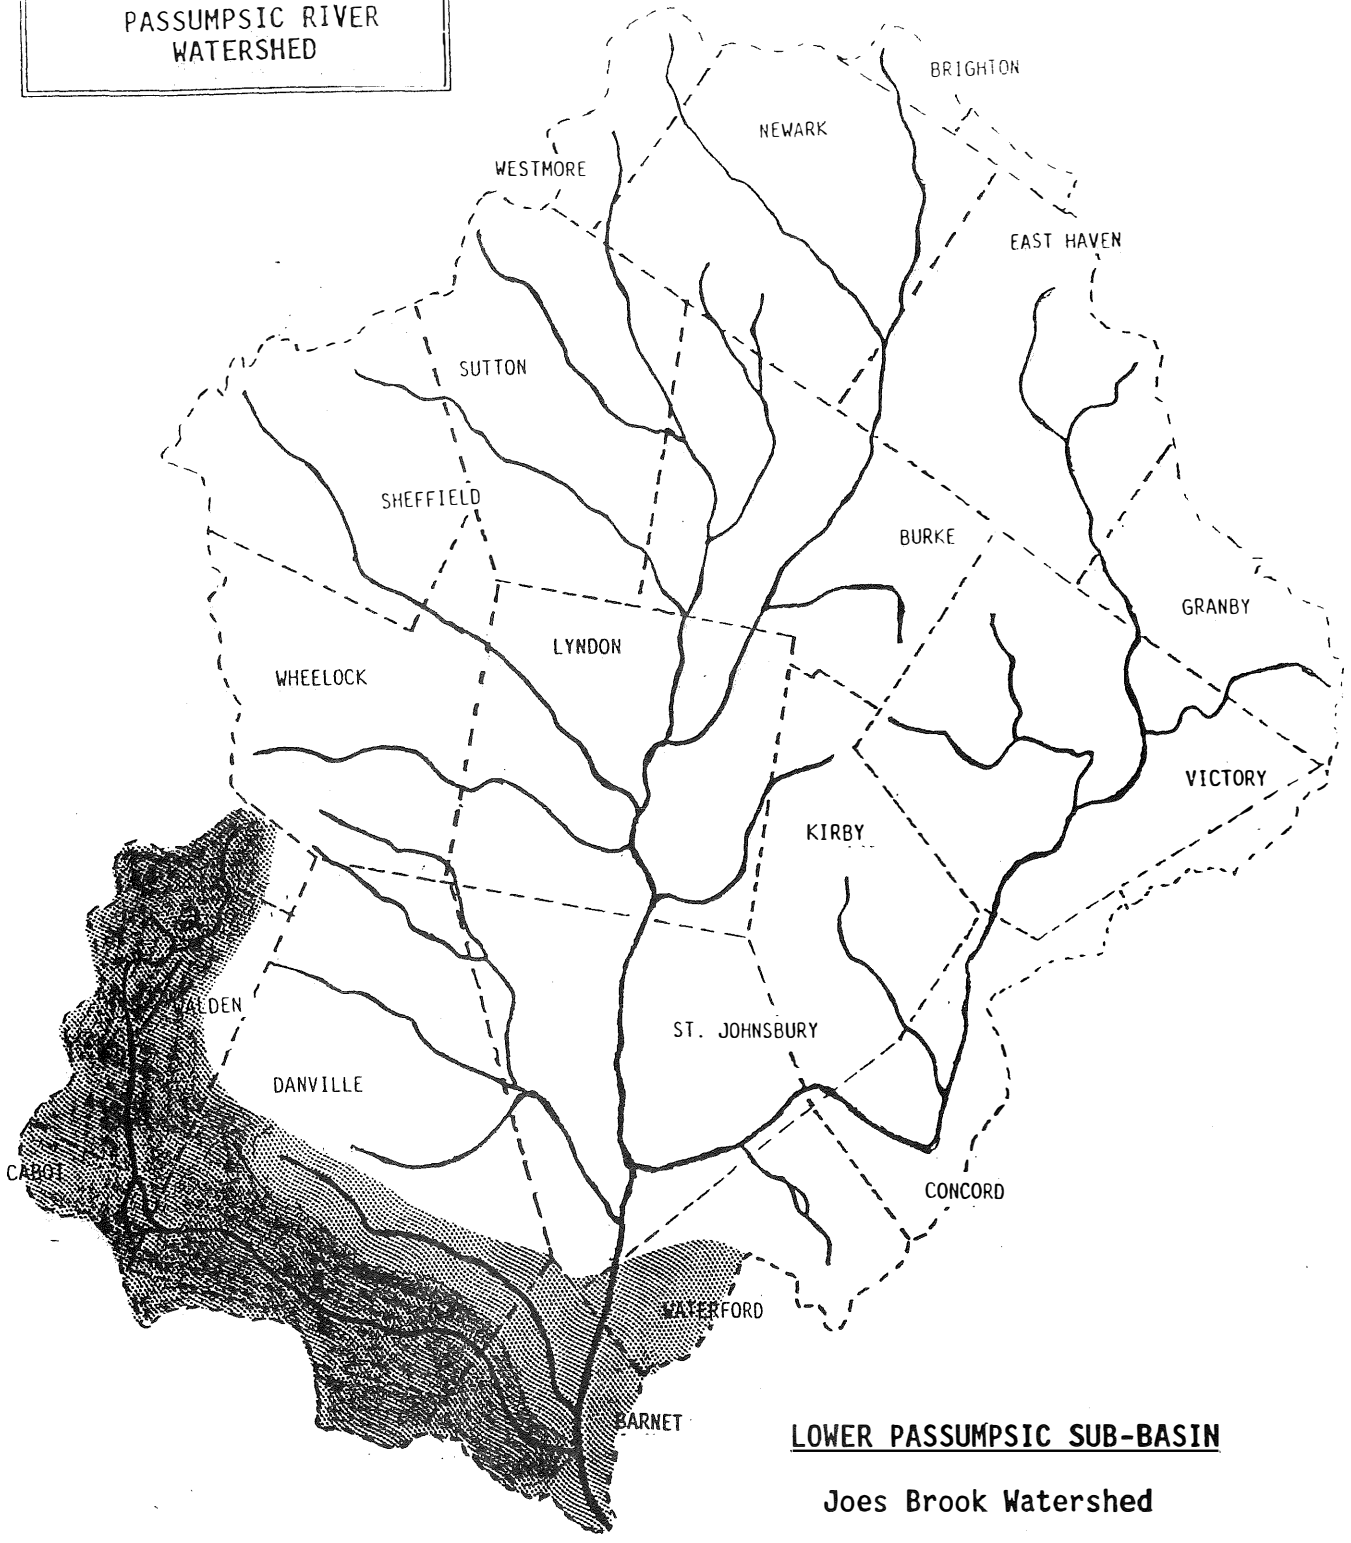 PASSUMPSIC RIVER
WATERSHED
BRIGHTON
NEWARK
WESTMORE
EAST HAVEN
SUTTON
SHEFFIELD
BURKE
GRANBY
LYNDON
WHEELOCK
VICTORY
KIRBY
ALDEN
ST. JOHNSBURY
DANVILLE
CABOT
CONCORD
WATERFORD
BARNET
LOWER PASSUMPSIC SUB-BASIN
Joes Brook Watershed